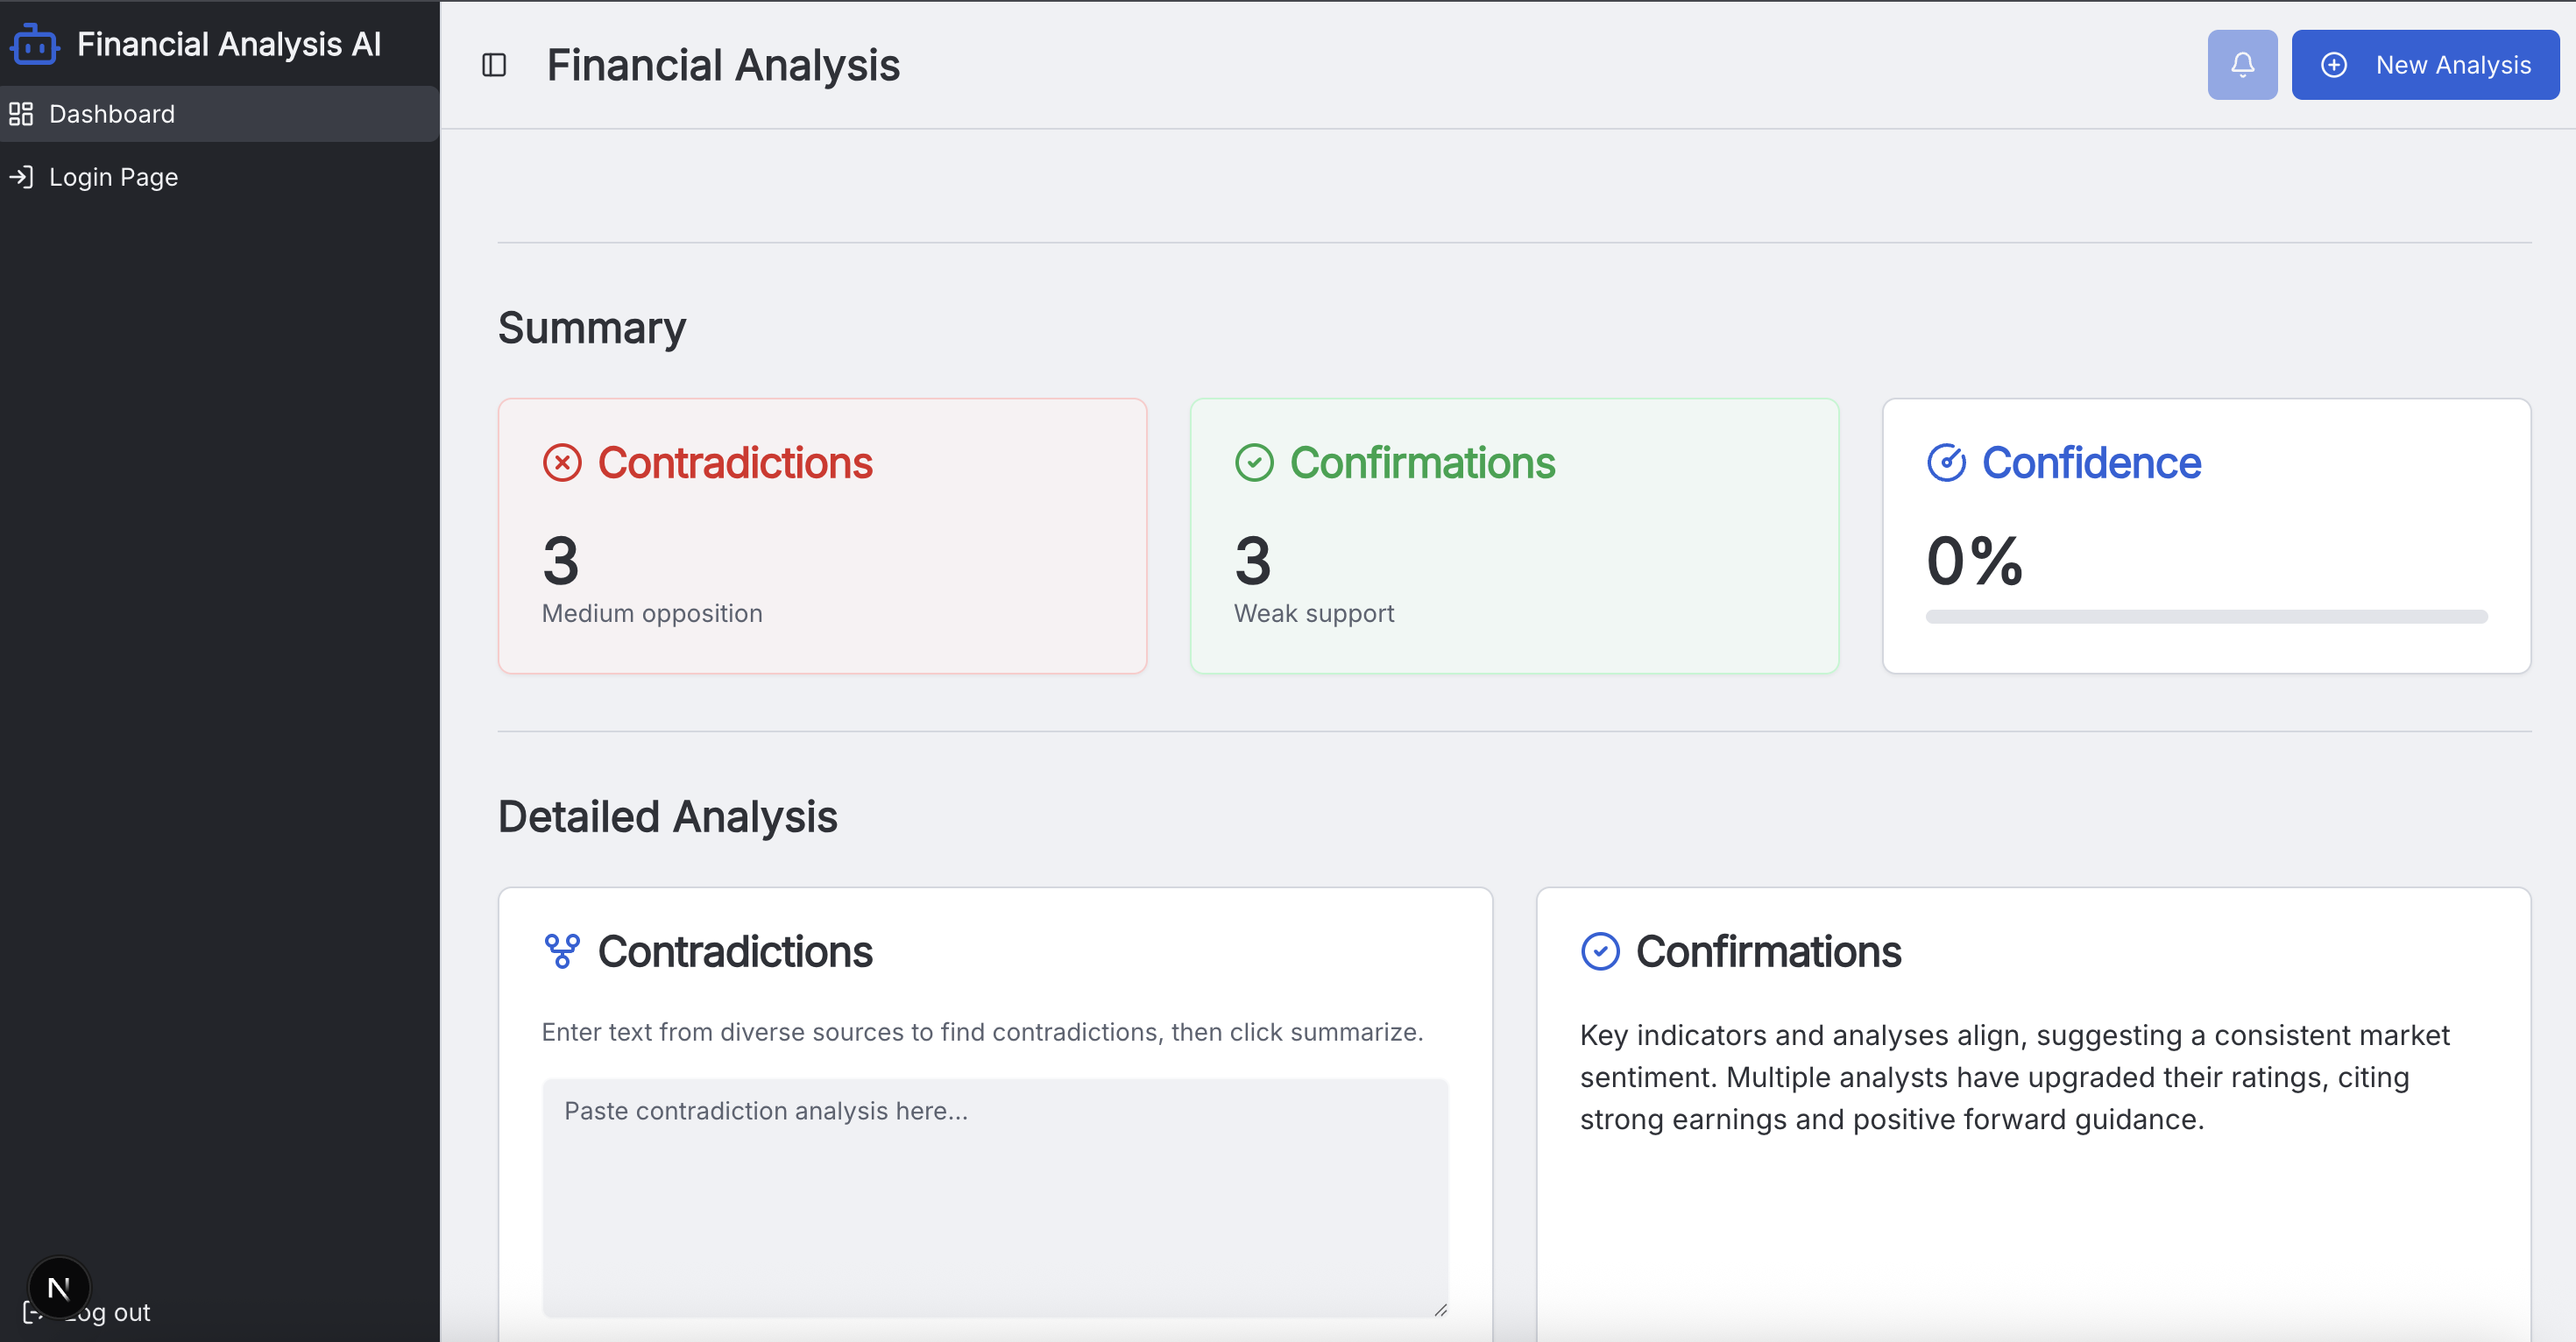 Financial Analysis AI
Dashboard
Login Page
Log out
N
Financial Analysis
New Analysis
Summary
Contradictions
3
Medium opposition
Confirmations
3
Weak support
Confidence
0%
Detailed Analysis
Contradictions
Enter text from diverse sources to find contradictions, then click summarize.
Paste contradiction analysis here...
Confirmations
Key indicators and analyses align, suggesting a consistent market
sentiment. Multiple analysts have upgraded their ratings, citing
strong earnings and positive forward guidance.